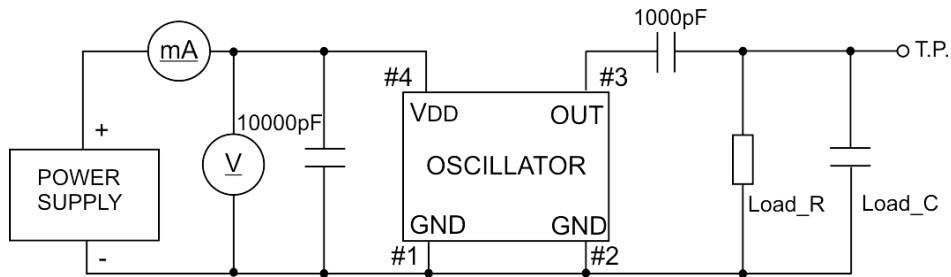 1000pF
mA
T.P.
#4
#3
VDD
OUT
10000pF
+
V
OSCILLATOR
POWER
SUPPLY
Load_R
Load_C
GND
GND
-
#1
#2